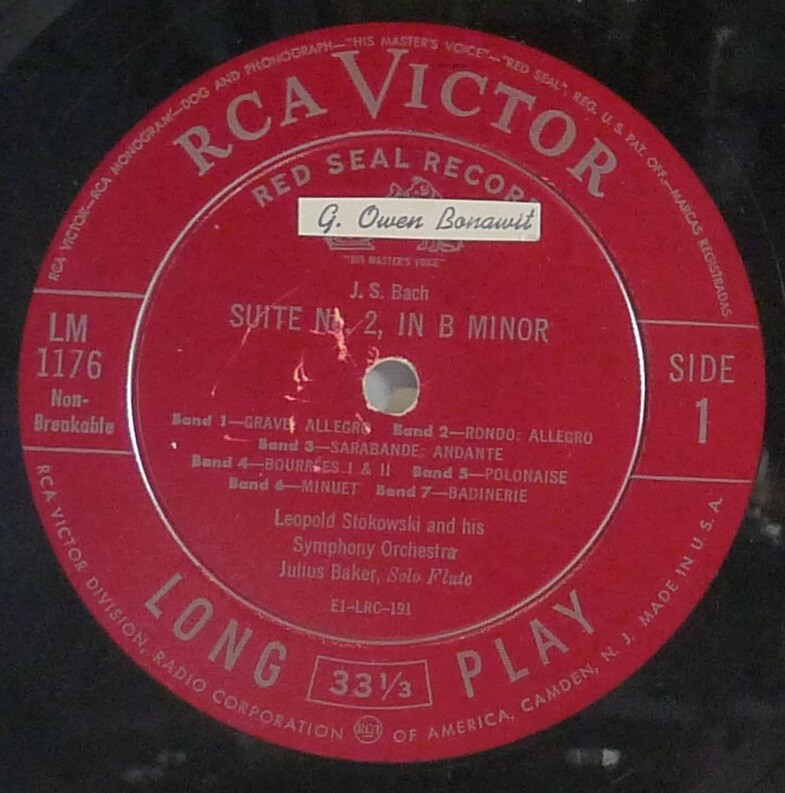 RCA VICTOR—RCA MONOGRAM—DOG AND PHONOGRAPH—"HIS MASTER'S VOICE"—"RED SEAL" REG. U. S. PAT. OFF.—MARCAS REGISTRADAS
RCA VICTOR
RED SEAL RECOR
G. Owen Bonawit
"HIS MASTER'S VOICE"
J. S. Bach
SUITE 2, IN B MINOR
LM
1176
Non-
Breakable
SIDE
1
Band 1—GRAVE; ALLEGRO Band 2—RONDO: ALLEGRO
Band 3—SARABANDE: ANDANTE
Band 4—BOURRÉES I & II Band 5—POLONAISE
Band 6—MINUET Band 7—BADINERIE
Leopold Stokowski and his
Symphony Orchestra
Julius Baker, Solo Flute
E1-LRC-191
LONG 33⅓ PLAY
RCA VICTOR DIVISION, RADIO CORPORATION RCA OF AMERICA, CAMDEN, N. J. MADE IN U. S. A.